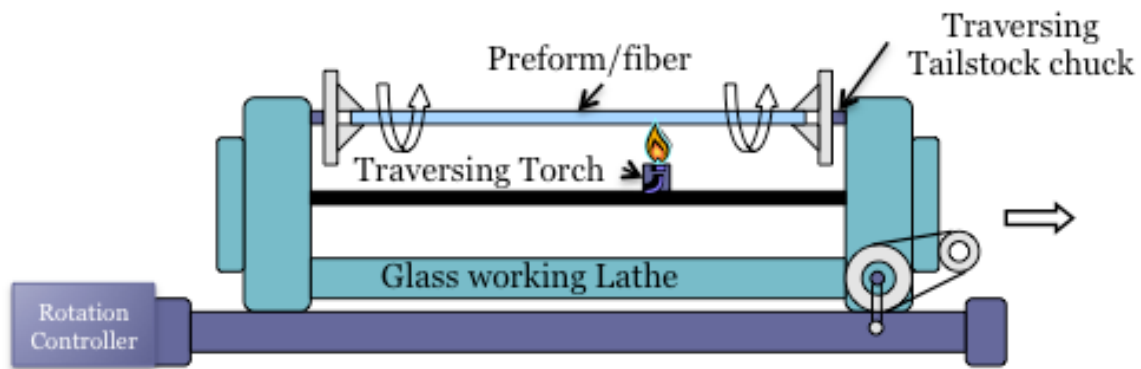 Traversing
Tailstock chuck
Preform/fiber
Traversing Torch
Glass working Lathe
Rotation
Controller